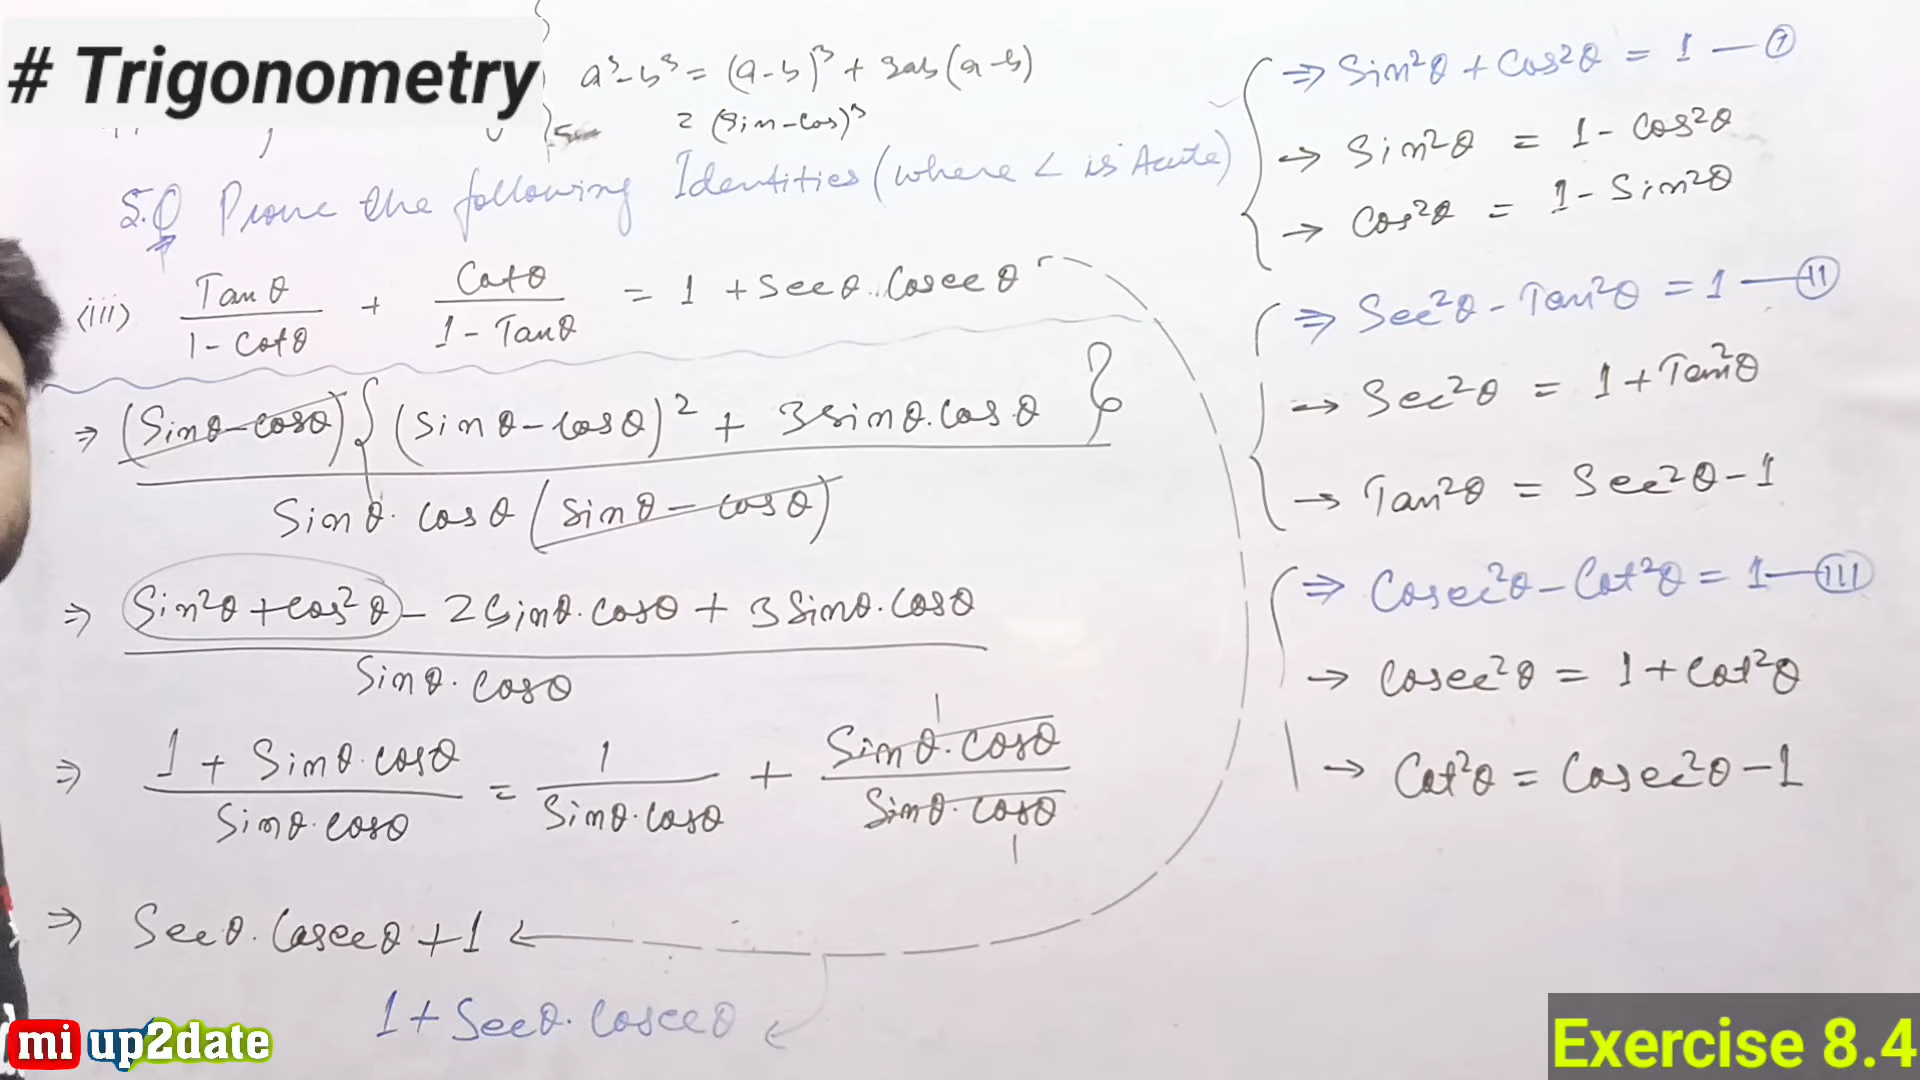 # Trigonometry
a³-b³ = (a-b)³ + 3ab(a-b)
= (Sin-cos)³
5.Q Prove the following Identities (where < is Acute)
(iii) Tanθ/1-Cotθ + Cotθ/1-Tanθ = 1 + Secθ.Cosecθ
⇒ (Sinθ-cosθ){(Sinθ-cosθ)² + 3Sinθ.Cosθ}
Sinθ.cosθ(Sinθ-cosθ)
⇒ Sin²θ+cos²θ - 2Sinθ.cosθ + 3Sinθ.cosθ
Sinθ.cosθ
⇒ 1 + Sinθ.cosθ/Sinθ.cosθ = 1/Sinθ.cosθ + Sinθ.cosθ/Sinθ.cosθ
1
1
⇒ Secθ.Cosecθ + 1
1 + Secθ.Cosecθ
⇒ Sin²θ + Cos²θ = 1 — I
→ Sin²θ = 1 - Cos²θ
→ Cos²θ = 1 - Sin²θ
⇒ Sec²θ - Tan²θ = 1 — II
→ Sec²θ = 1 + Tan²θ
→ Tan²θ = Sec²θ - 1
⇒ Cosec²θ - Cot²θ = 1 — III
→ Cosec²θ = 1 + Cot²θ
→ Cot²θ = Cosec²θ - 1
mi up2date
Exercise 8.4